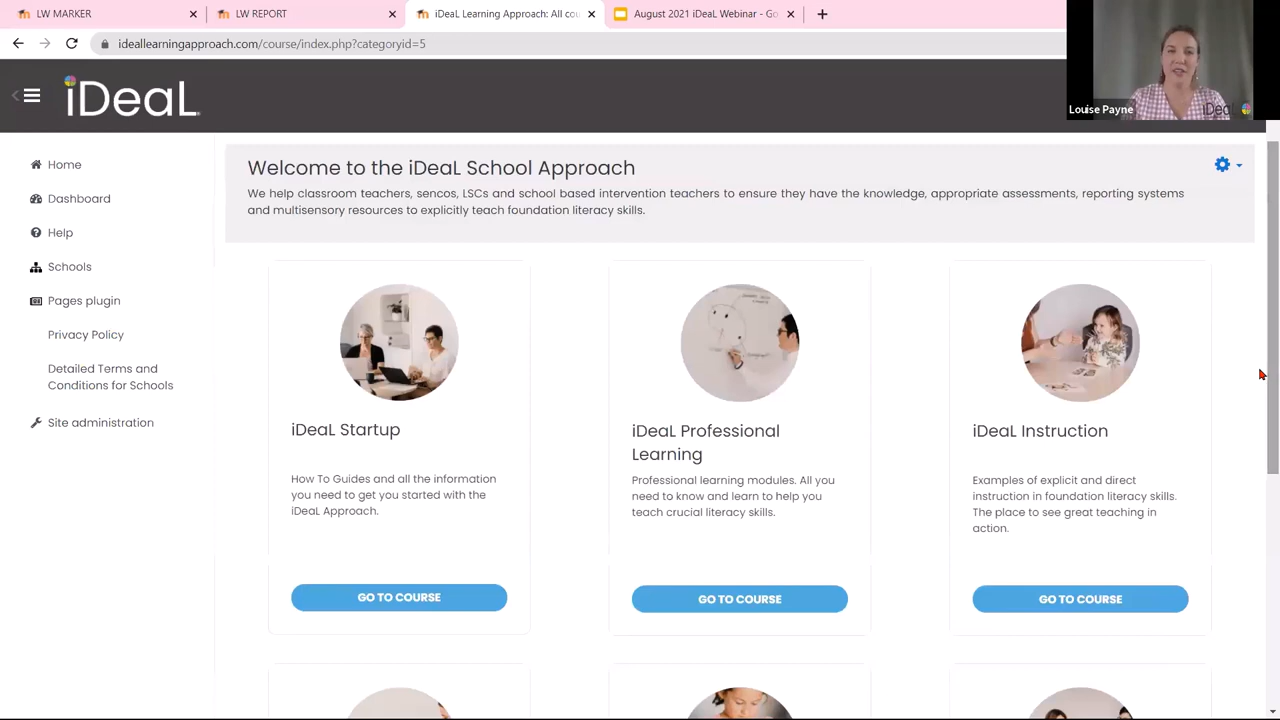 LW MARKER
LW REPORT
iDeaL Learning Approach: All cou
August 2021 iDeaL Webinar - Go
ideallearningapproach.com/course/index.php?categoryid=5
Louise Payne
iDeaL
iDeaL
Home
Dashboard
Help
Schools
Pages plugin
Privacy Policy
Detailed Terms and
Conditions for Schools
Site administration
Welcome to the iDeaL School Approach
We help classroom teachers, sencos, LSCs and school based intervention teachers to ensure they have the knowledge, appropriate assessments, reporting systems
and multisensory resources to explicitly teach foundation literacy skills.
iDeaL Startup
How To Guides and all the information
you need to get you started with the
iDeaL Approach.
GO TO COURSE
iDeaL Professional
Learning
Professional learning modules. All you
need to know and learn to help you
teach crucial literacy skills.
GO TO COURSE
iDeaL Instruction
Examples of explicit and direct
instruction in foundation literacy skills.
The place to see great teaching in
action.
GO TO COURSE